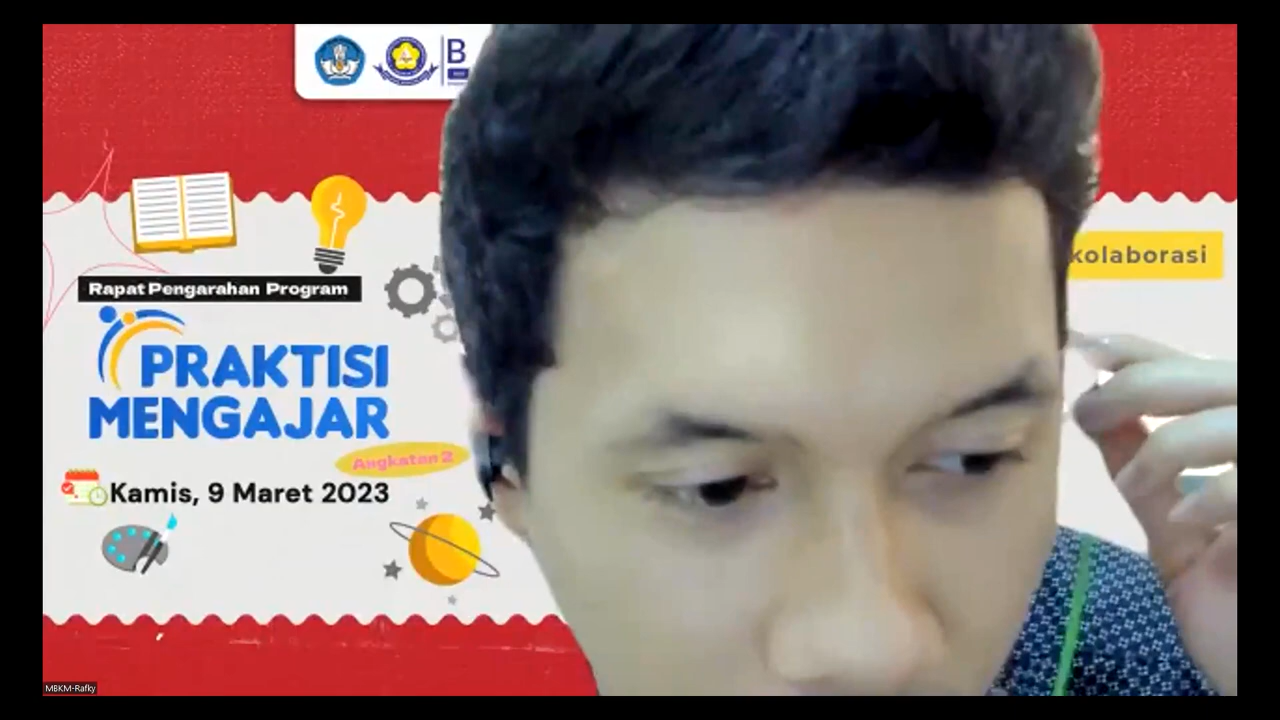 B
kolaborasi
Rapat Pengarahan Program
PRAKTISI
MENGAJAR
Angkatan 2
Kamis, 9 Maret 2023
MBKM-Rafky